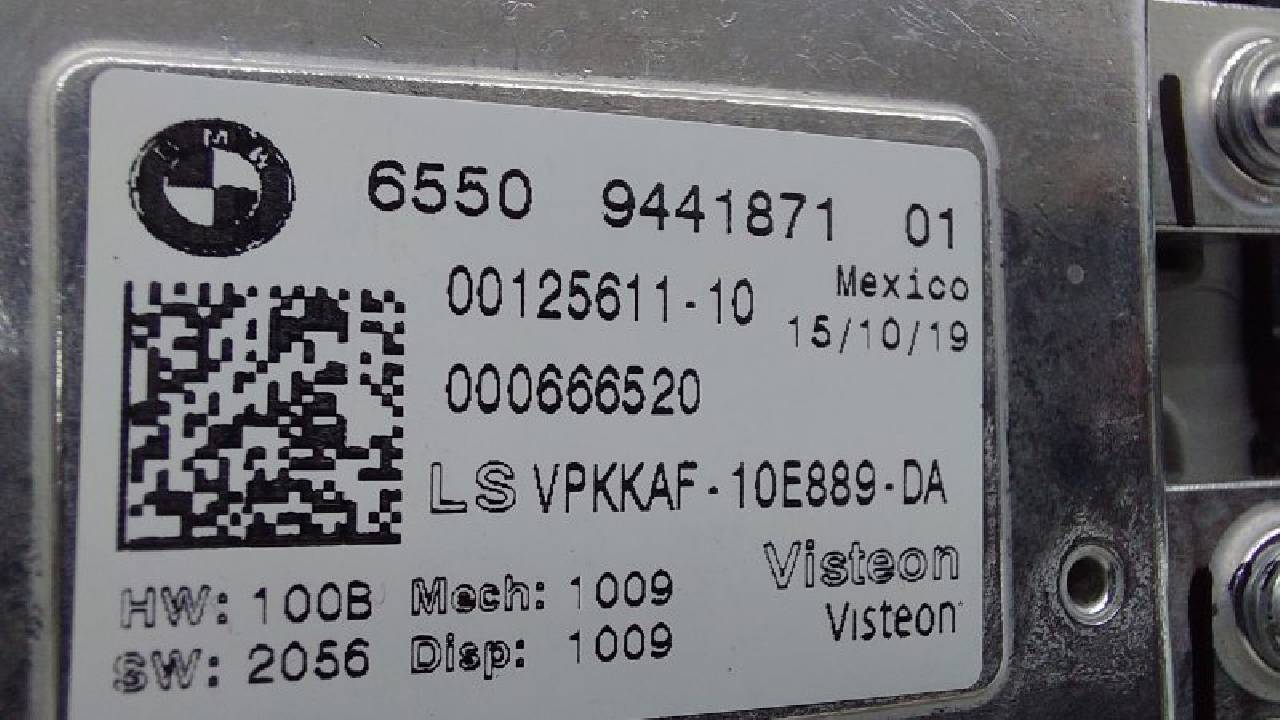 BMW
6550 9441871 01
00125611-10 Mexico
15/10/19
000666520
LS VPKKAF-10E889-DA
Visteon
HW: 100B Mech: 1009
Visteon
SW: 2056 Disp: 1009